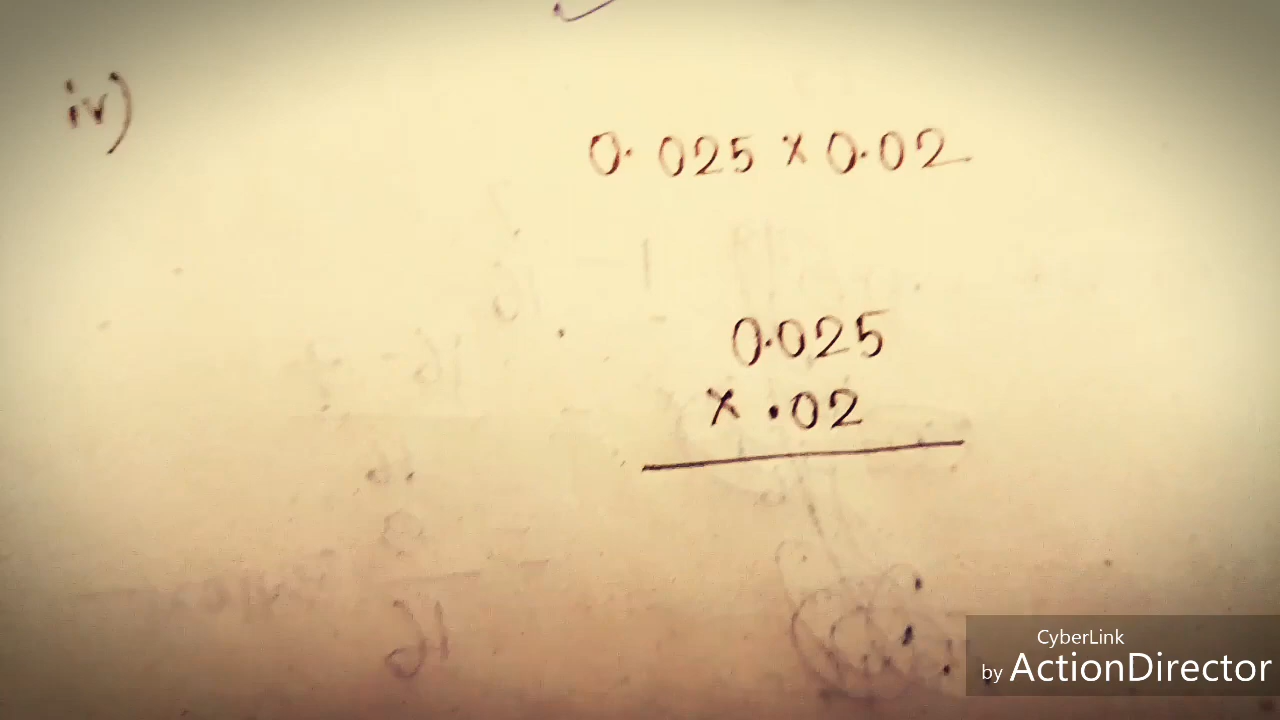 iv)
0.025 x 0.02
0.025
x .02
CyberLink
by ActionDirector